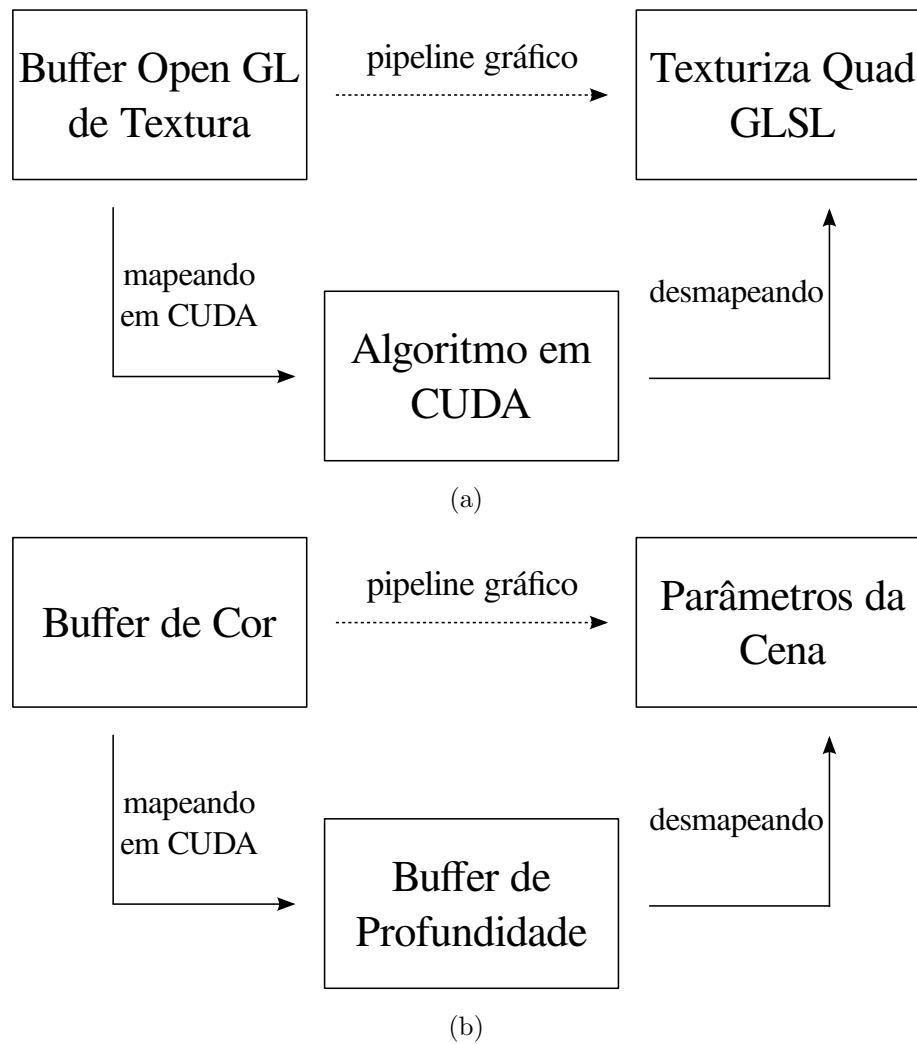 Buffer Open GL
de Textura
pipeline gráfico
Texturiza Quad
GLSL
mapeando
em CUDA
Algoritmo em
CUDA
desmapeando
(a)
Buffer de Cor
pipeline gráfico
Parâmetros da
Cena
mapeando
em CUDA
Buffer de
Profundidade
desmapeando
(b)